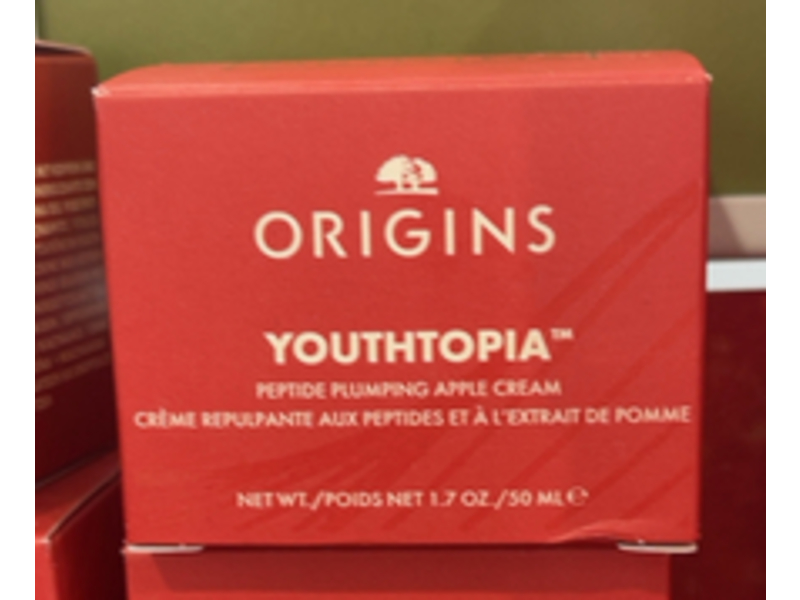 ORIGINS
YOUTHTOPIA™
PEPTIDE PLUMPING APPLE CREAM
CRÈME REPULPANTE AUX PEPTIDES ET À L'EXTRAIT DE POMME
NET WT./POIDS NET 1.7 OZ./50 ML ℮